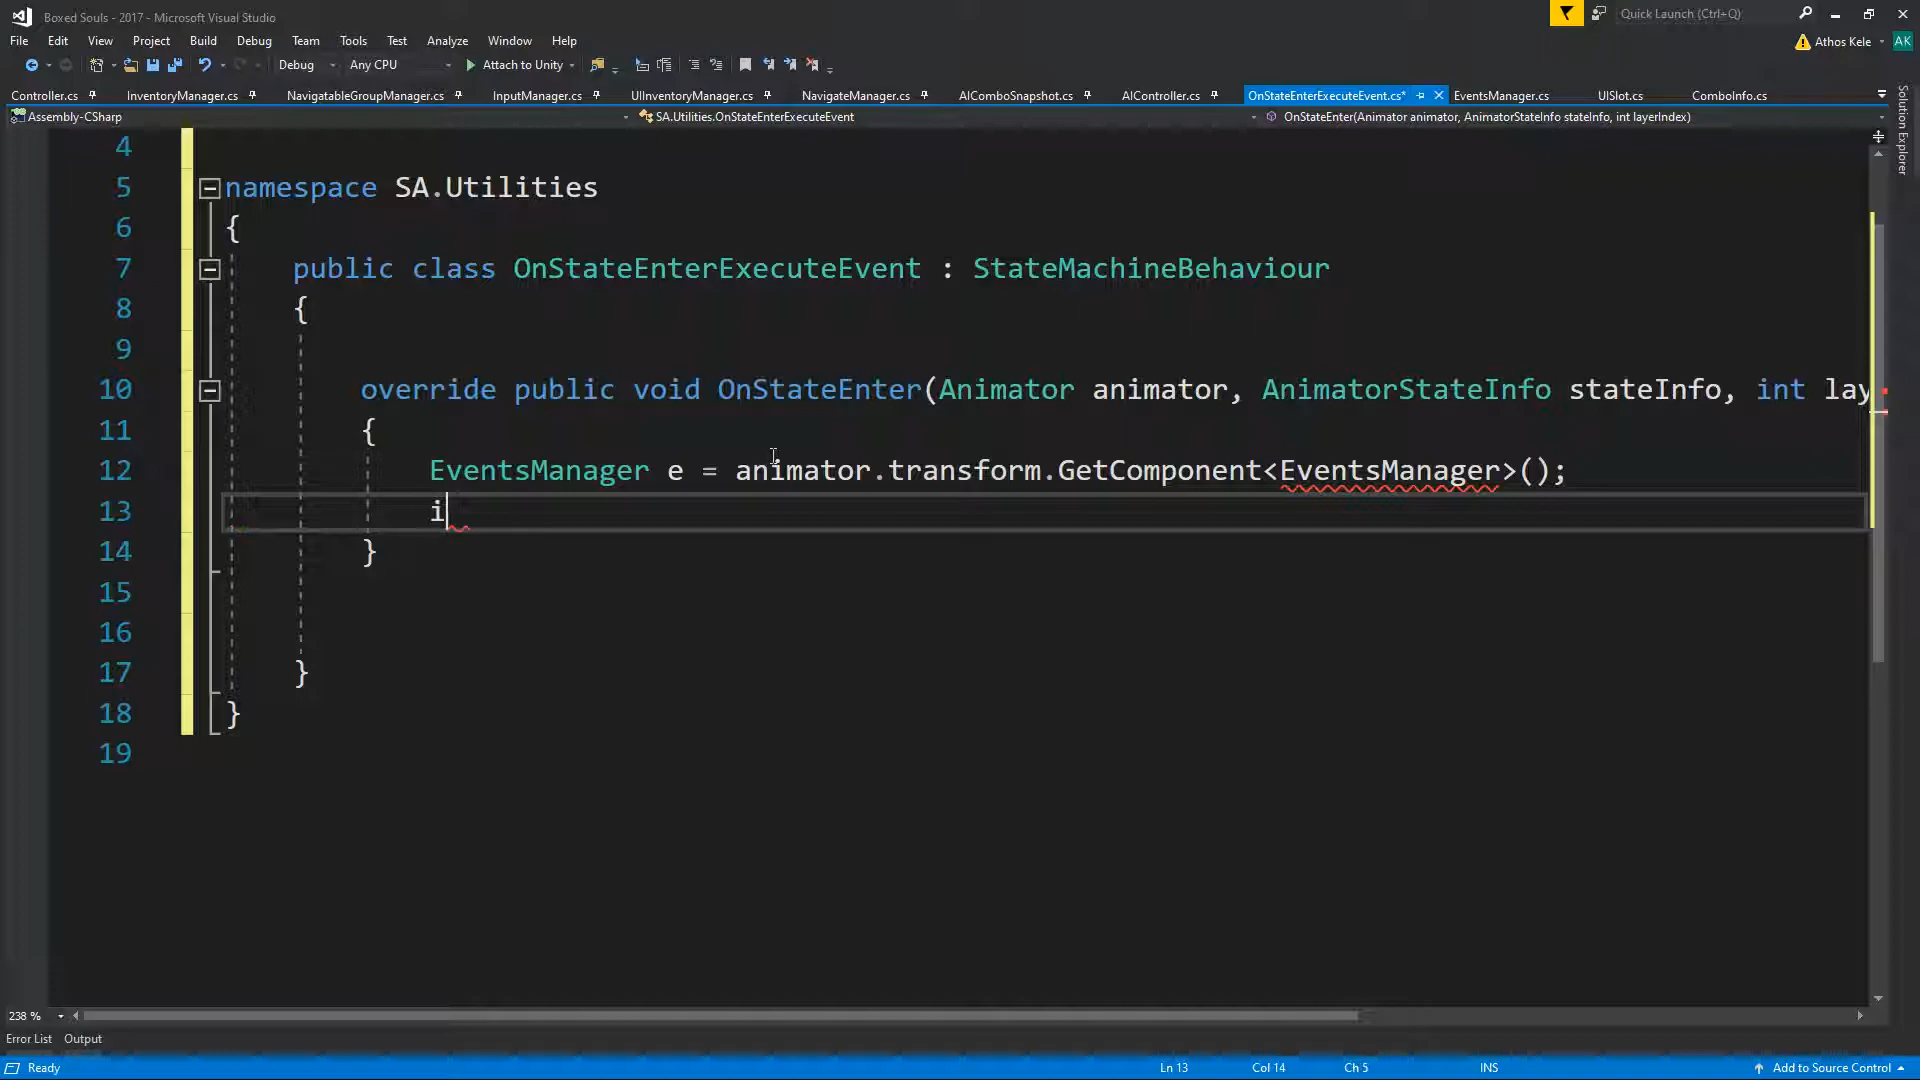 Boxed Souls - 2017 - Microsoft Visual Studio
Quick Launch (Ctrl+Q)
File Edit View Project Build Debug Team Tools Test Analyze Window Help
Athos Kele AK
Debug Any CPU Attach to Unity
Controller.cs InventoryManager.cs NavigatableGroupManager.cs InputManager.cs UIInventoryManager.cs NavigateManager.cs AIComboSnapshot.cs AIController.cs OnStateEnterExecuteEvent.cs* EventsManager.cs UISlot.cs ComboInfo.cs
Assembly-CSharp SA.Utilities.OnStateEnterExecuteEvent OnStateEnter(Animator animator, AnimatorStateInfo stateInfo, int layerIndex)
Solution Explorer
4
5 namespace SA.Utilities
6 {
7 public class OnStateEnterExecuteEvent : StateMachineBehaviour
8 {
9
10 override public void OnStateEnter(Animator animator, AnimatorStateInfo stateInfo, int lay
11 {
12 EventsManager e = animator.transform.GetComponent<EventsManager>();
13 i
14 }
15
16
17 }
18 }
19
238 %
Error List Output
Ready Ln 13 Col 14 Ch 5 INS Add to Source Control